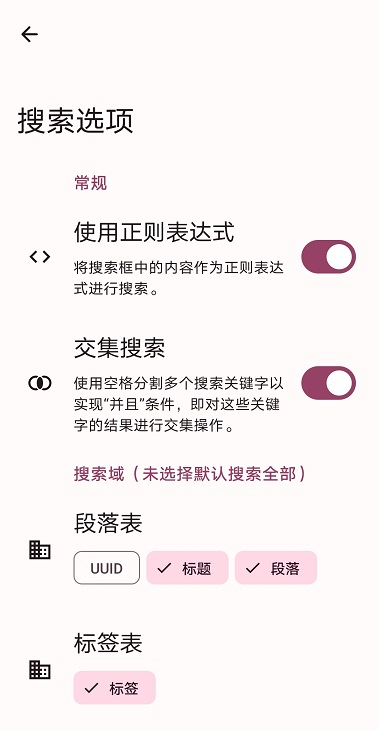 搜索选项
常规
使用正则表达式
将搜索框中的内容作为正则表达
式进行搜索。
交集搜索
使用空格分割多个搜索关键字以
实现“并且”条件，即对这些关键
字的结果进行交集操作。
搜索域（未选择默认搜索全部）
段落表
UUID 标题 段落
标签表
标签